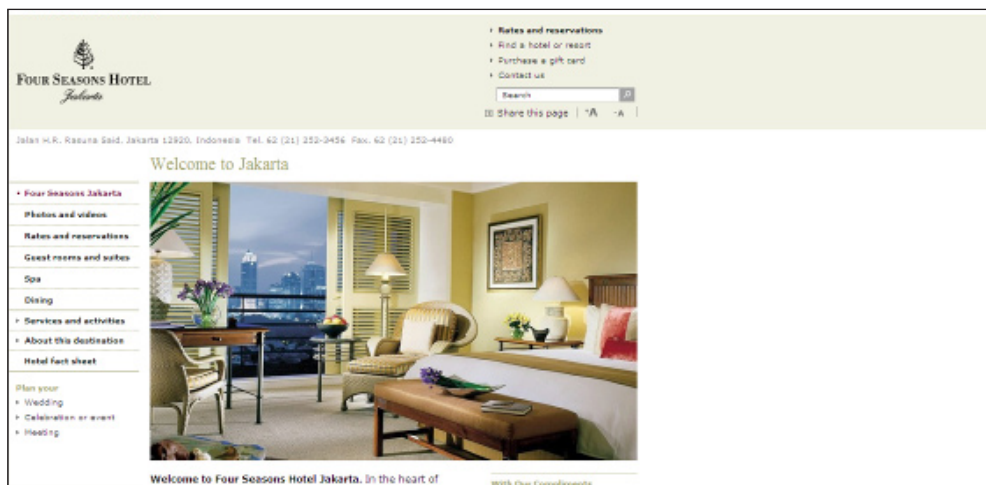 Rates and reservations
Find a hotel or resort
Purchase a gift card
Contact us
FOUR SEASONS HOTEL
Jakarta
Search
Share this page | +A -A |
Jalan H.R. Rasuna Said, Jakarta 12920, Indonesia Tel. 62 (21) 252-3456 Fax. 62 (21) 252-4480
Welcome to Jakarta
Four Seasons Jakarta
Photos and videos
Rates and reservations
Guest rooms and suites
Spa
Dining
Services and activities
About this destination
Hotel fact sheet
Plan your
Wedding
Celebration or event
Meeting
Welcome to Four Seasons Hotel Jakarta. In the heart of
With Our Compliments